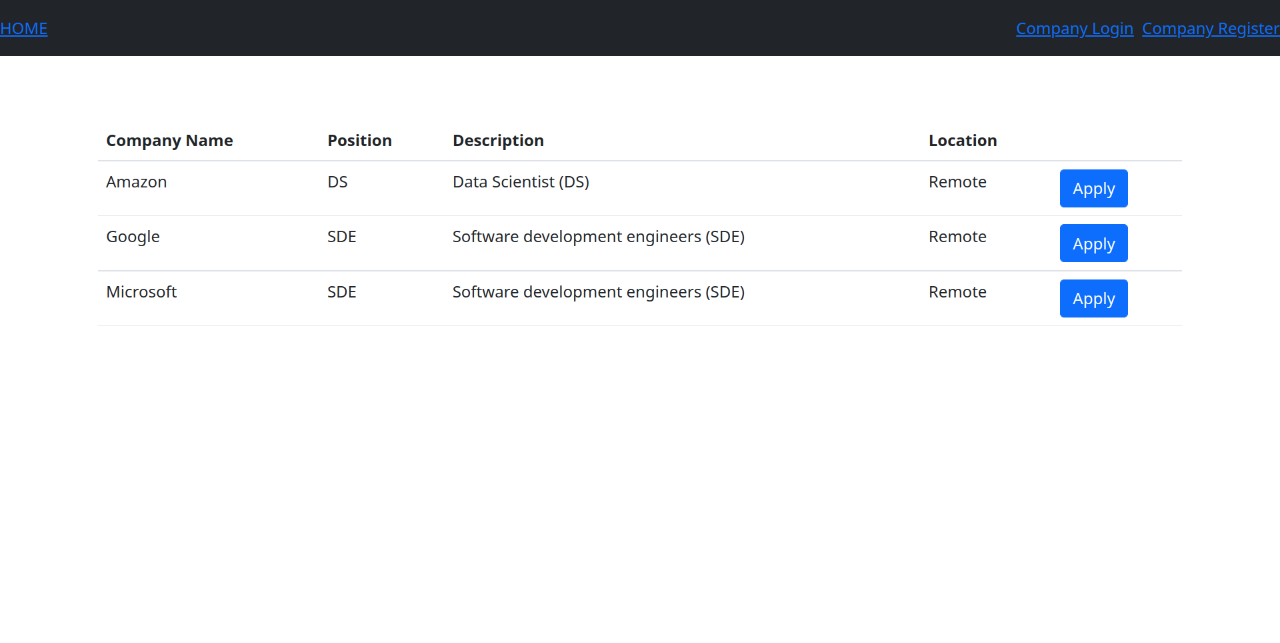 HOME Company Login Company Register
Company Name Position Description Location
Amazon DS Data Scientist (DS) Remote Apply
Google SDE Software development engineers (SDE) Remote Apply
Microsoft SDE Software development engineers (SDE) Remote Apply